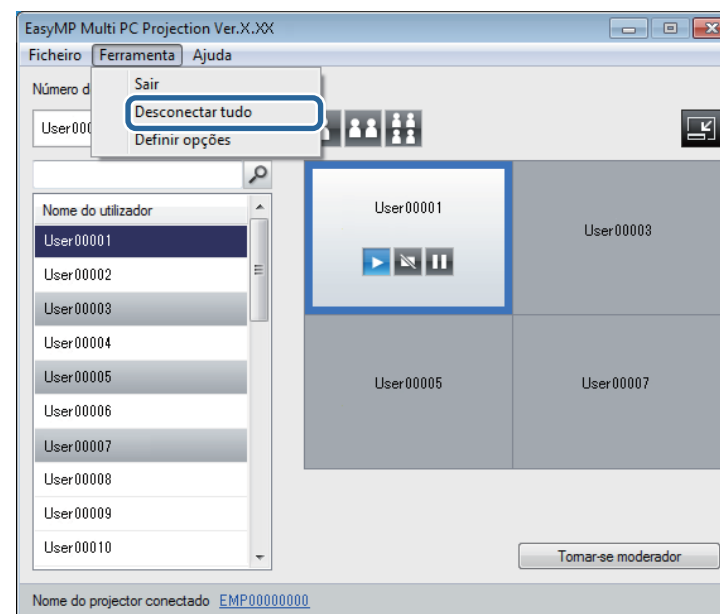 EasyMP Multi PC Projection Ver.X.XX
Ficheiro Ferramenta Ajuda
Sair
Número d
Desconectar tudo
User00
Definir opções
Nome do utilizador
User00001
User00002
User00003
User00004
User00005
User00006
User00007
User00008
User00009
User00010
User00001
User00003
User00005
User00007
Tornar-se moderador
Nome do projector conectado EMP00000000